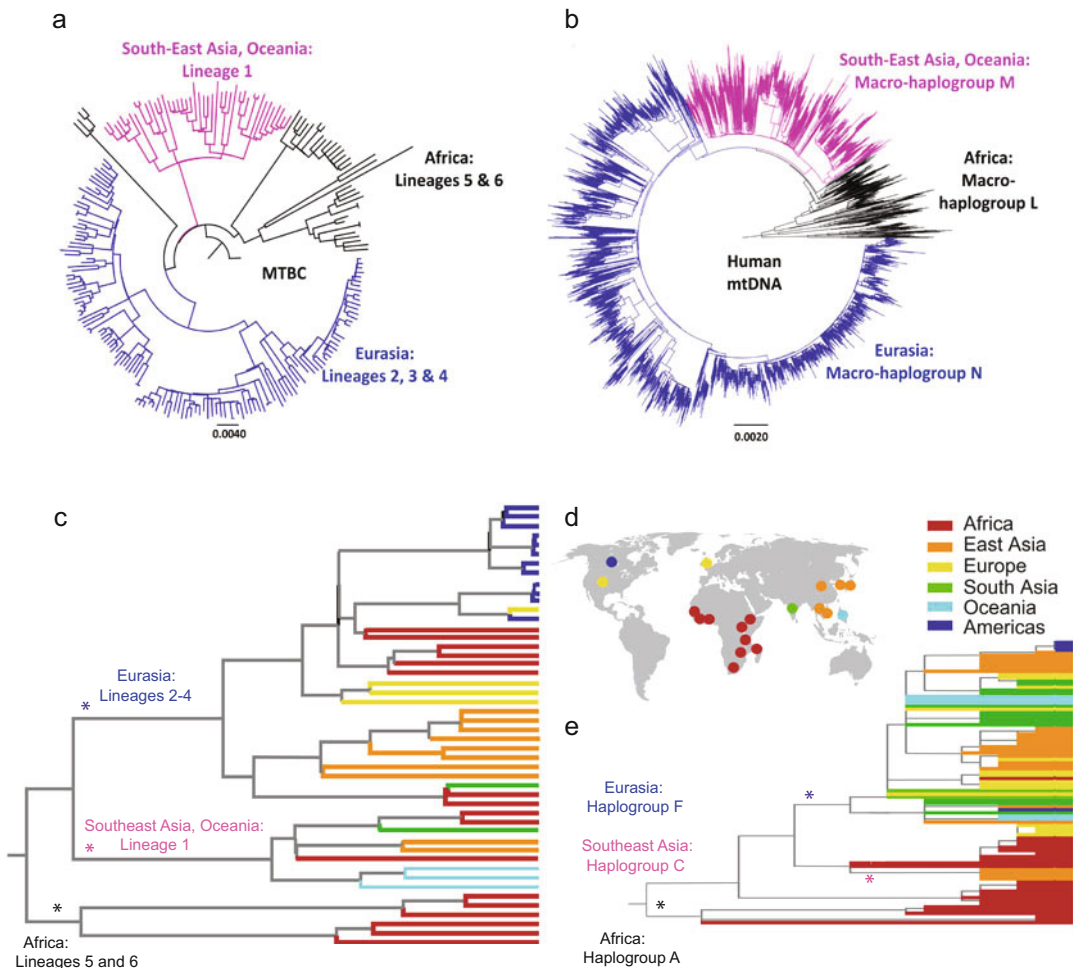 a
South-East Asia, Oceania:
Lineage 1
Africa:
Lineages 5 & 6
MTBC
Eurasia:
Lineages 2, 3 & 4
0.0040
b
South-East Asia, Oceania:
Macro-haplogroup M
Africa:
Macro-
haplogroup L
Human
mtDNA
Eurasia:
Macro-haplogroup N
0.0020
c
Eurasia:
Lineages 2-4
*
Southeast Asia, Oceania:
Lineage 1
*
*
Africa:
Lineages 5 and 6
d
Africa
East Asia
Europe
South Asia
Oceania
Americas
e
Eurasia:
Haplogroup F
*
Southeast Asia:
Haplogroup C
*
*
Africa:
Haplogroup A